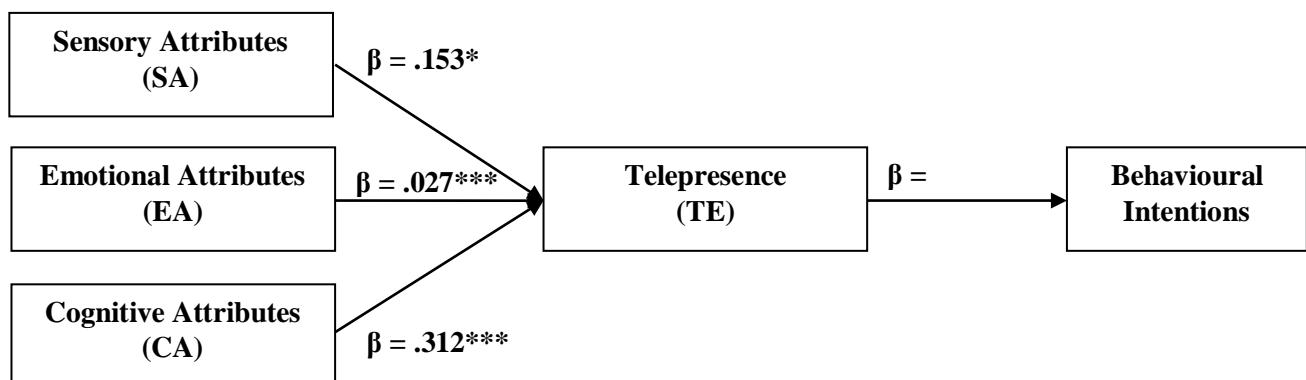 Sensory Attributes
(SA)
β = .153*
Emotional Attributes
(EA)
β = .027***
Cognitive Attributes
(CA)
β = .312***
Telepresence
(TE)
β =
Behavioural
Intentions